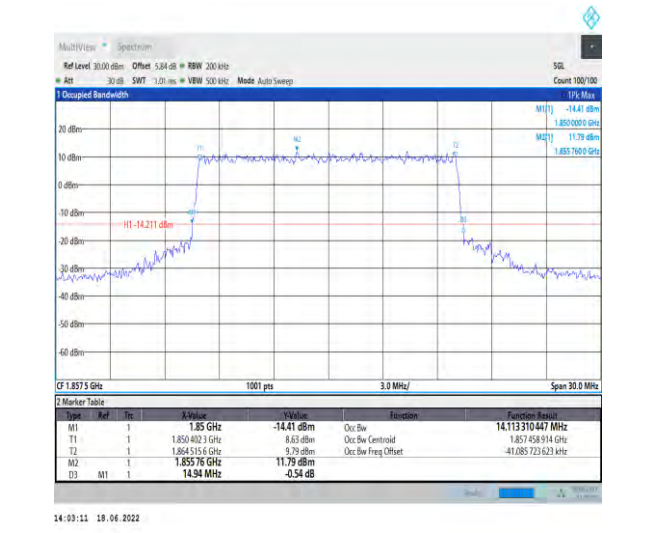 MultiView Spectrum
Ref Level 30.00 dBm Offset 5.84 dB RBW 200 kHz SGL
Att 30 dB SWT 1.01 ms VBW 500 kHz Mode Auto Sweep Count 100/100
1 Occupied Bandwidth 1Pk Max
M1[1] -14.41 dBm
1.850 000 0 GHz
20 dBm
M2[1] 11.79 dBm
1.855 760 0 GHz
T1 M2 T2
10 dBm
0 dBm
-10 dBm
H1 -14.211 dBm
-20 dBm
-30 dBm
-40 dBm
-50 dBm
-60 dBm
CF 1.857 5 GHz 1001 pts 3.0 MHz/ Span 30.0 MHz
2 Marker Table
Type Ref Trc X-Value Y-Value Function Function Result
M1 1 1.85 GHz -14.41 dBm Occ Bw 14.113 310 447 MHz
T1 1 1.850 402 3 GHz 8.63 dBm Occ Bw Centroid 1.857 458 914 GHz
T2 1 1.864 515 6 GHz 9.79 dBm Occ Bw Freq Offset -41.085 723 623 kHz
M2 1 1.855 76 GHz 11.79 dBm
D3 M1 1 14.94 MHz -0.54 dB
14:03:11 18.06.2022